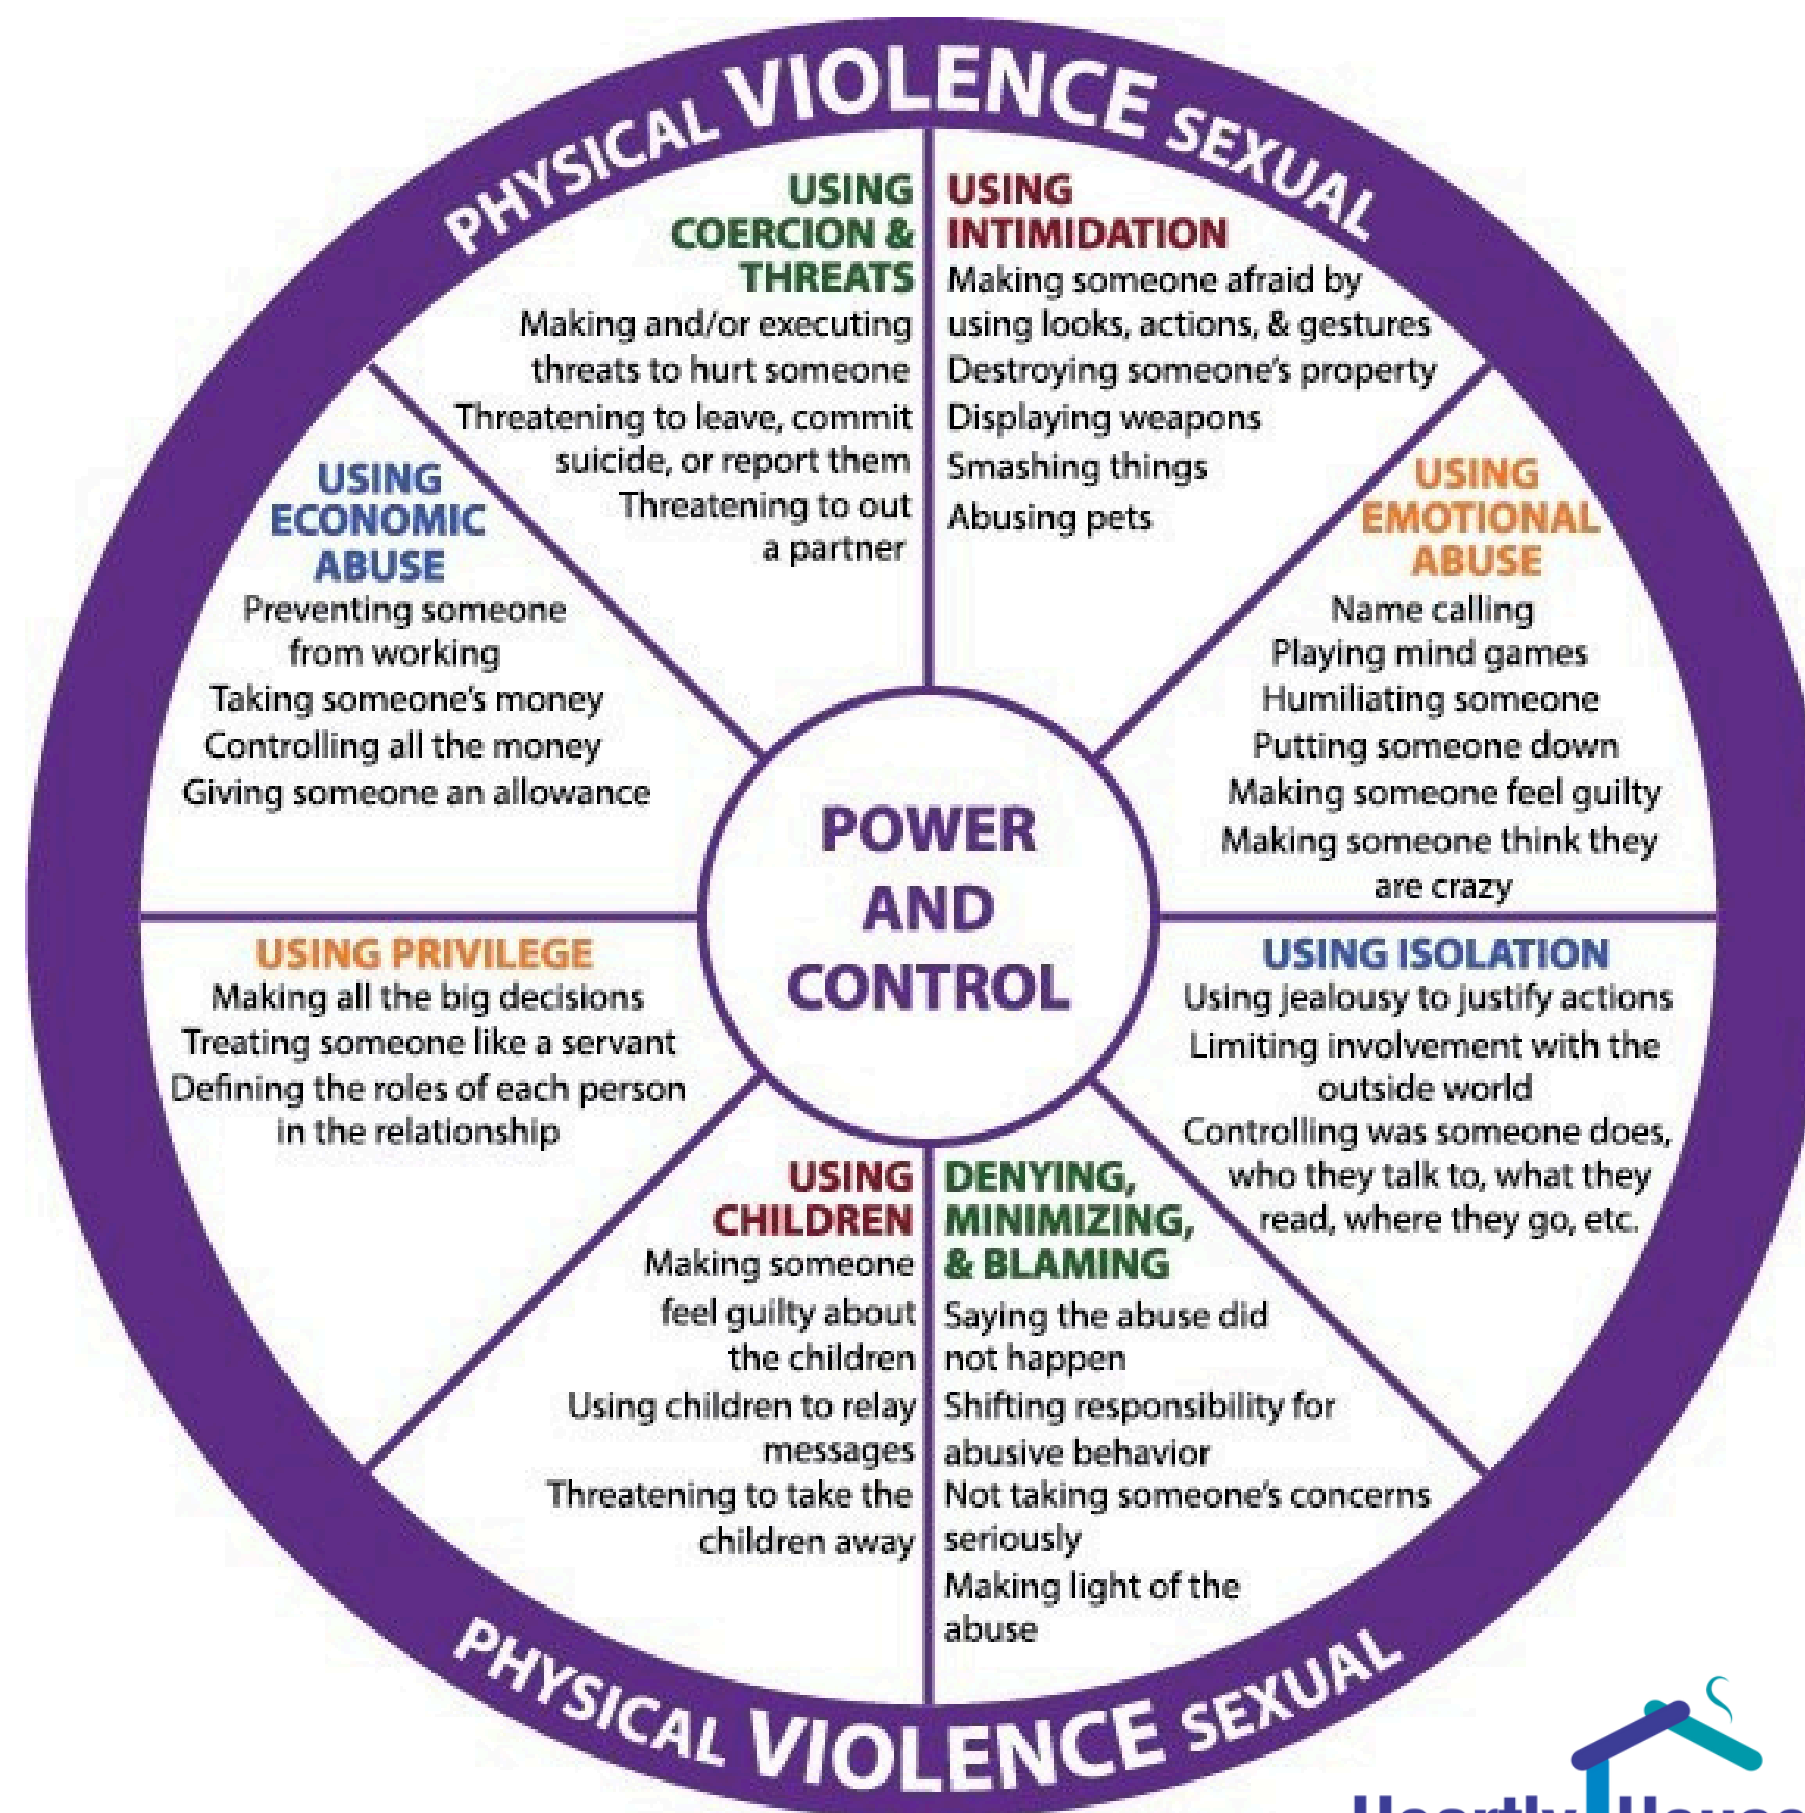 PHYSICAL VIOLENCE SEXUAL
USING
COERCION &
THREATS
Making and/or executing
threats to hurt someone
Threatening to leave, commit
suicide, or report them
Threatening to out
a partner
USING
INTIMIDATION
Making someone afraid by
using looks, actions, & gestures
Destroying someone's property
Displaying weapons
Smashing things
Abusing pets
USING
EMOTIONAL
ABUSE
Name calling
Playing mind games
Humiliating someone
Putting someone down
Making someone feel guilty
Making someone think they
are crazy
USING ISOLATION
Using jealousy to justify actions
Limiting involvement with the
outside world
Controlling was someone does,
who they talk to, what they
read, where they go, etc.
DENYING,
MINIMIZING,
& BLAMING
Saying the abuse did
not happen
Shifting responsibility for
abusive behavior
Not taking someone's concerns
seriously
Making light of the
abuse
USING
CHILDREN
Making someone
feel guilty about
the children
Using children to relay
messages
Threatening to take the
children away
USING PRIVILEGE
Making all the big decisions
Treating someone like a servant
Defining the roles of each person
in the relationship
USING
ECONOMIC
ABUSE
Preventing someone
from working
Taking someone's money
Controlling all the money
Giving someone an allowance
POWER
AND
CONTROL
PHYSICAL VIOLENCE SEXUAL
Heartly House